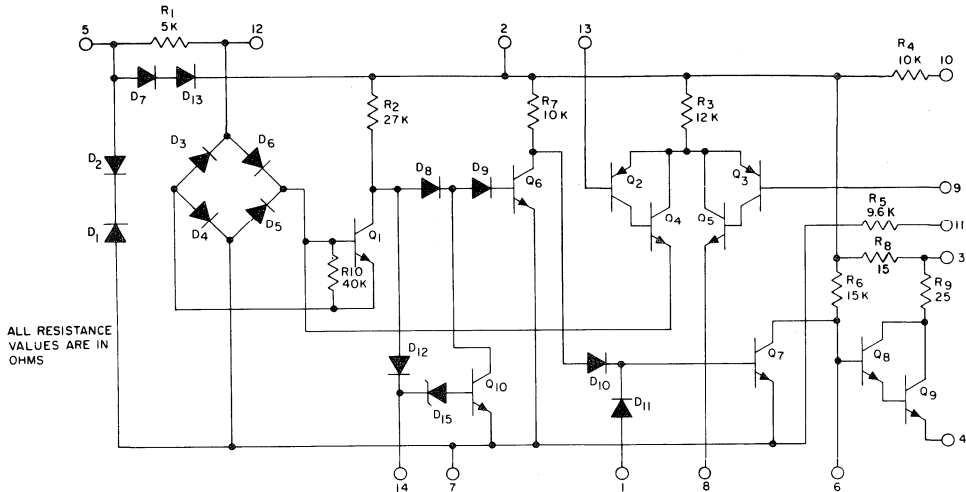 R1
5K
5
12
2
13
R4
10K
10
D7
D13
R2
27K
R7
10K
R3
12K
D3
D6
D2
D8
D9
Q6
Q2
Q3
9
D1
D4
D5
Q1
Q4
Q5
R5
9.6K
11
R10
40K
R8
15
3
R6
15K
R9
25
ALL RESISTANCE
VALUES ARE IN
OHMS
D12
D15
Q10
D10
D11
Q7
Q8
Q9
4
14
7
1
8
6